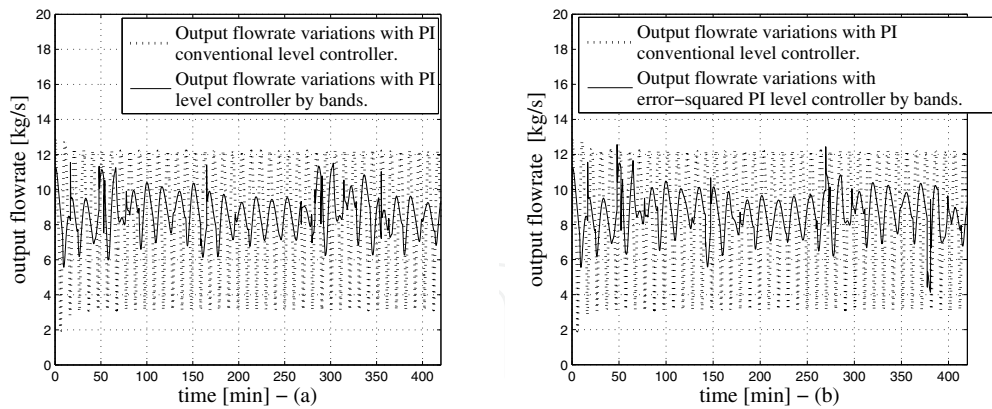 Output flowrate variations with PI
conventional level controller.
Output flowrate variations with PI
level controller by bands.
output flowrate [kg/s]
20
18
16
14
12
10
8
6
4
2
0
0 50 100 150 200 250 300 350 400
time [min] − (a)
Output flowrate variations with PI
conventional level controller.
Output flowrate variations with
error−squared PI level controller by bands.
output flowrate [kg/s]
20
18
16
14
12
10
8
6
4
2
0
0 50 100 150 200 250 300 350 400
time [min] − (b)